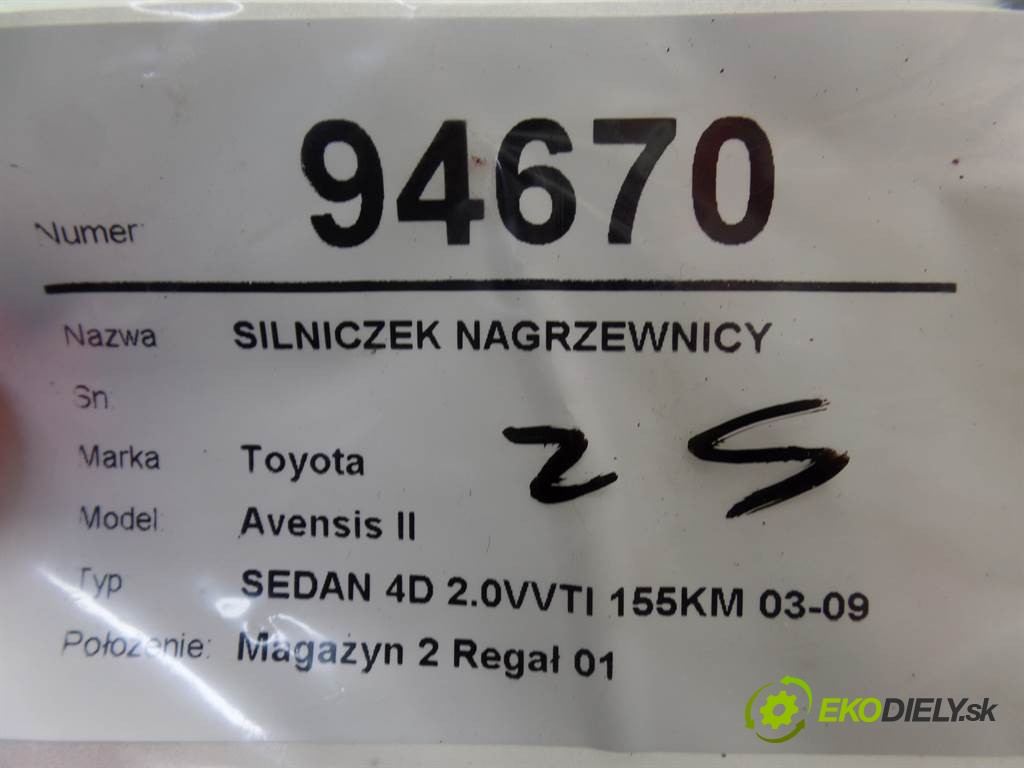 Numer: 94670
Nazwa SILNICZEK NAGRZEWNICY
Sn.
Marka Toyota
2 S
Model: Avensis II
Typ SEDAN 4D 2.0VVTI 155KM 03-09
Położenie: Magazyn 2 Regał 01
EKODIELY.sk